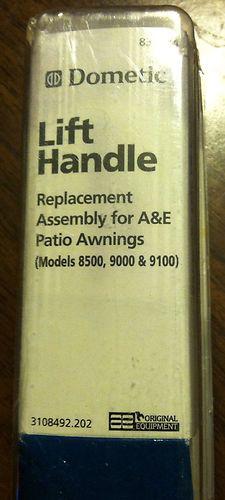 Dometic
Lift
Handle
Replacement
Assembly for A&E
Patio Awnings
(Models 8500, 9000 & 9100)
3108492.202
ORIGINAL
EQUIPMENT